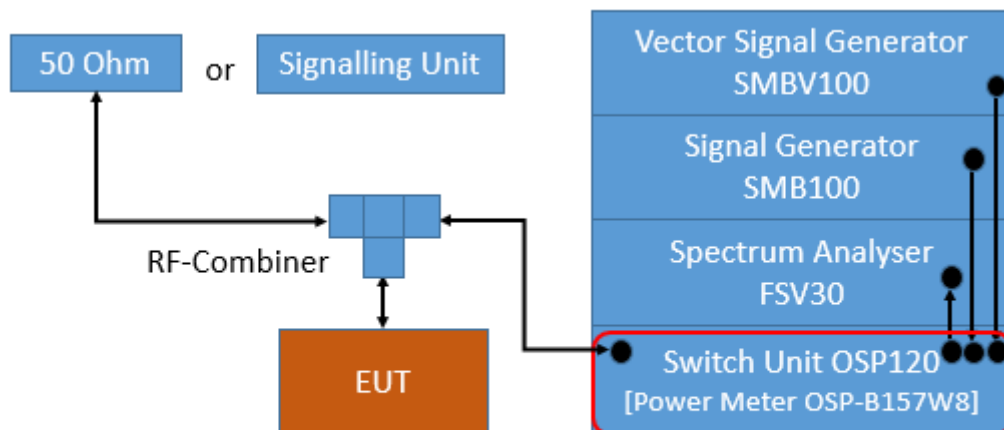 50 Ohm
or
Signalling Unit
RF-Combiner
EUT
Vector Signal Generator
SMBV100
Signal Generator
SMB100
Spectrum Analyser
FSV30
Switch Unit OSP120
[Power Meter OSP-B157W8]